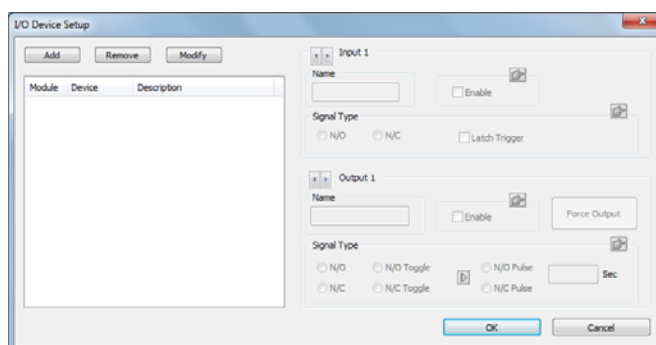 I/O Device Setup
Add Remove Modify
Module Device Description
Input 1
Name
Enable
Signal Type
N/O N/C Latch Trigger
Output 1
Name
Enable Force Output
Signal Type
N/O N/O Toggle N/O Pulse Sec
N/C N/C Toggle N/C Pulse
OK Cancel